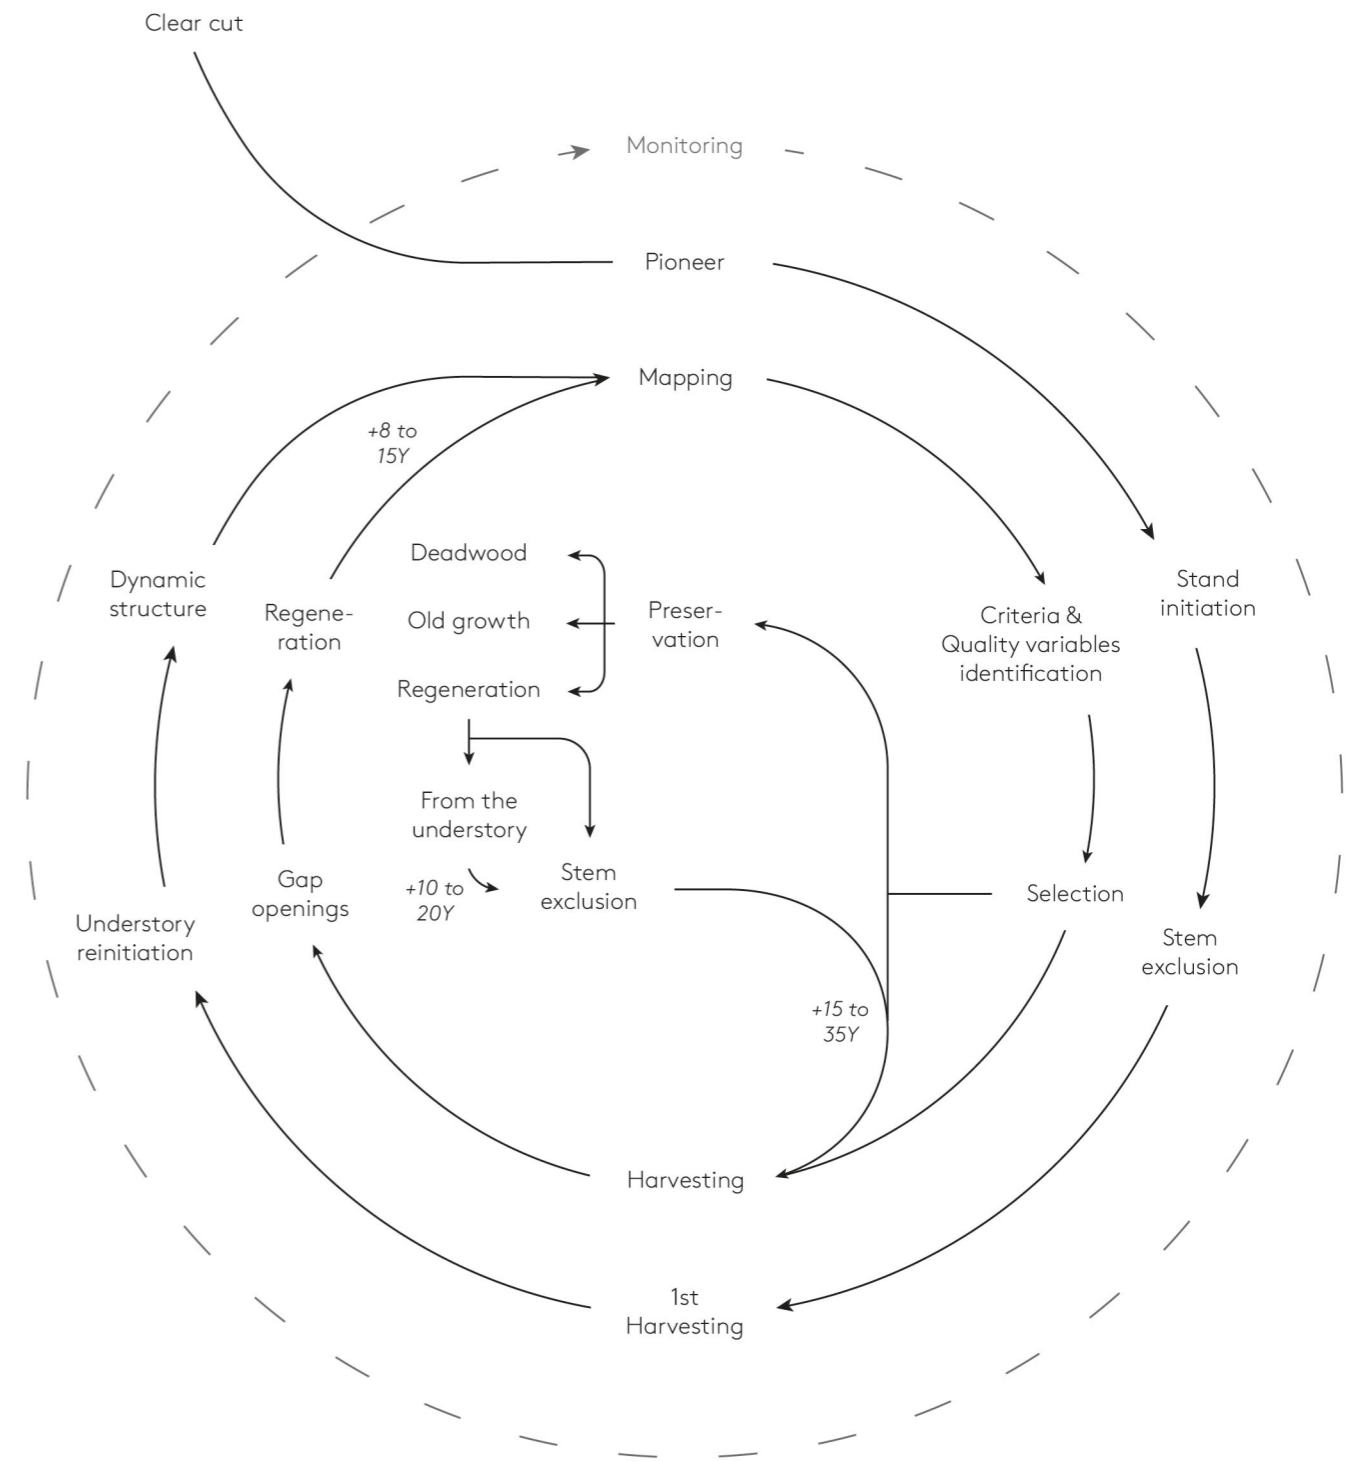 Clear cut
Monitoring
Pioneer
Mapping
+8 to
15Y
Deadwood
Dynamic
structure
Stand
initiation
Regene-
ration
Old growth
Preser-
vation
Criteria &
Quality variables
identification
Regeneration
From the
understory
Stem
exclusion
+10 to
20Y
Gap
openings
Selection
Understory
reinitiation
Stem
exclusion
+15 to
35Y
Harvesting
1st
Harvesting